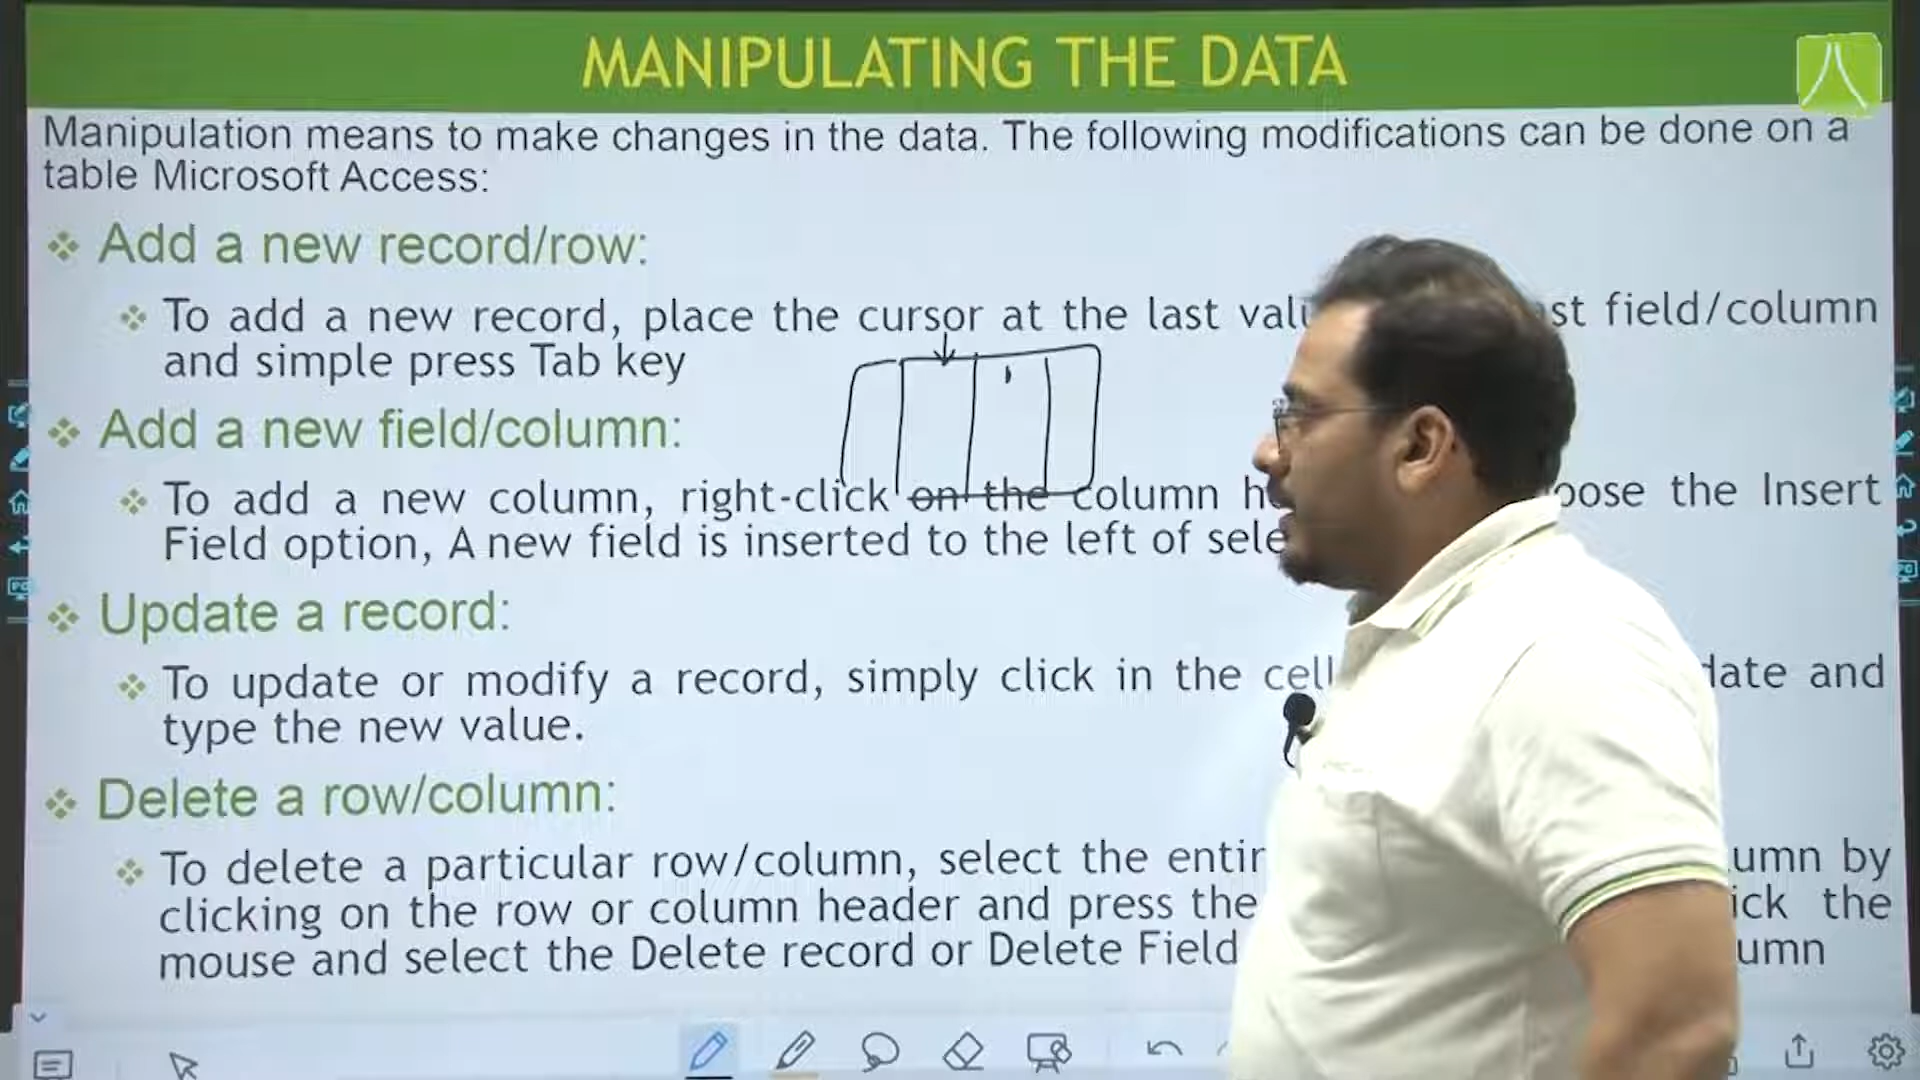 MANIPULATING THE DATA
Manipulation means to make changes in the data. The following modifications can be done on a
table Microsoft Access:
Add a new record/row:
To add a new record, place the cursor at the last st field/column
and simple press Tab key
Add a new field/column:
To add a new column, right-click on the column oose the Insert
Field option, A new field is inserted to the left of
Update a record:
To update or modify a record, simply click in the cell date and
type the new value.
Delete a row/column:
To delete a particular row/column, select the entir umn by
clicking on the row or column header and press the ick the
mouse and select the Delete record or Delete Field umn